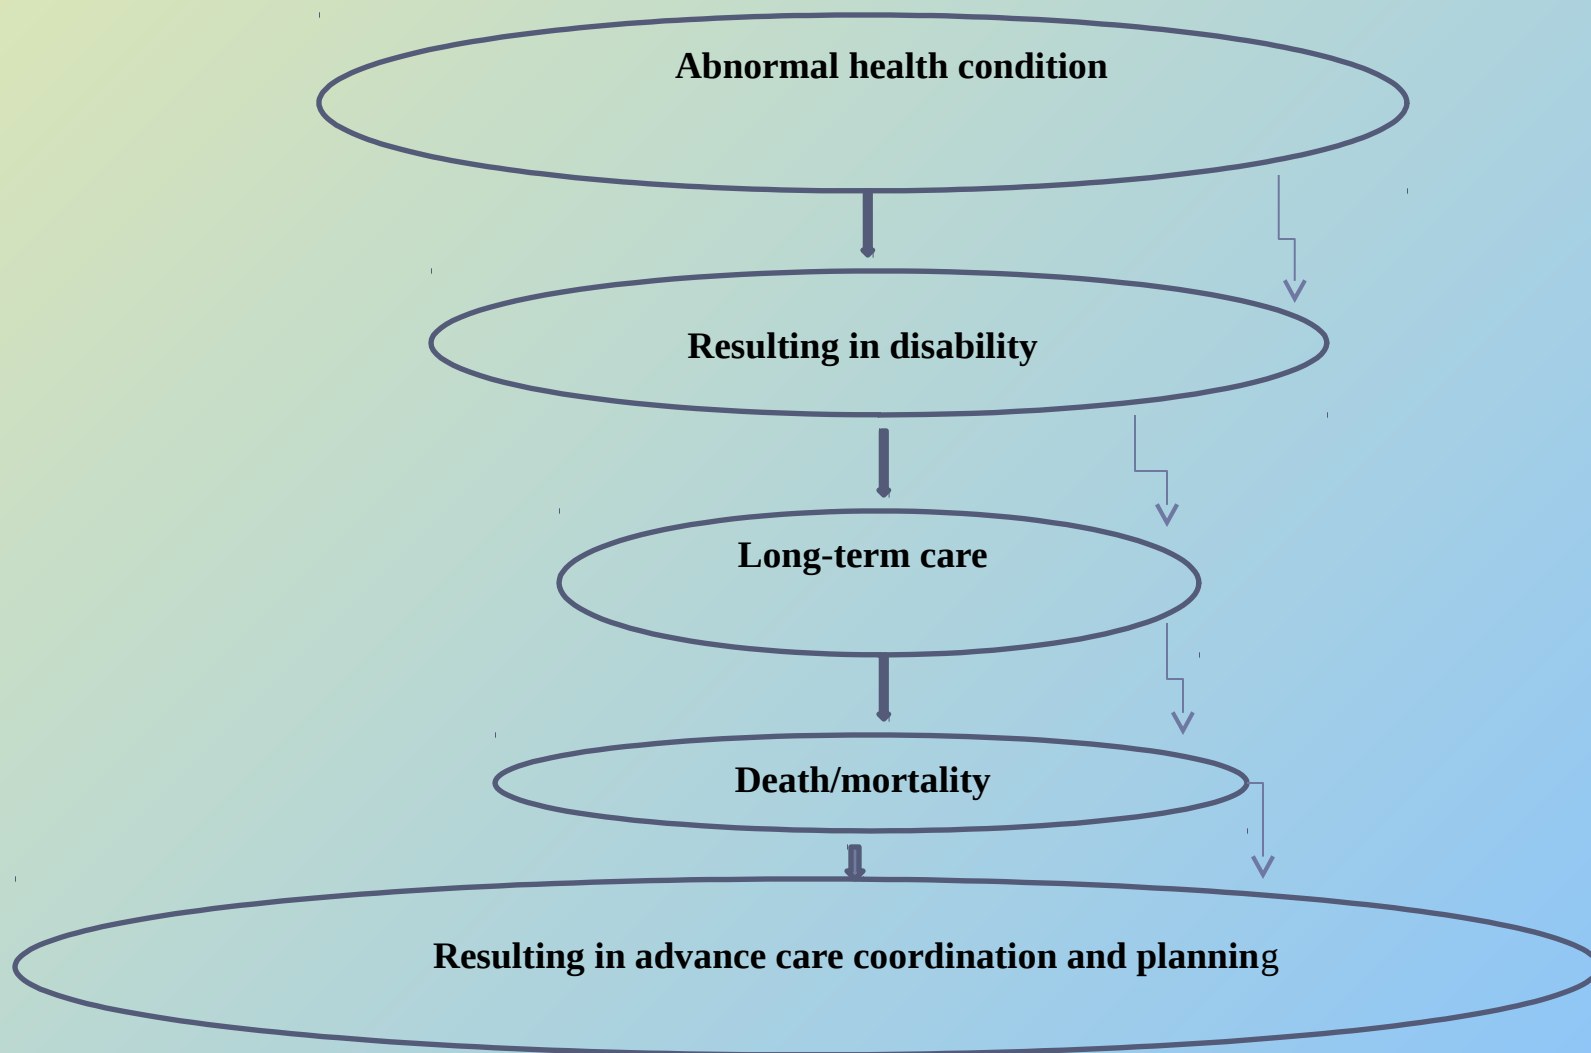 Abnormal health condition
Resulting in disability
Long-term care
Death/mortality
Resulting in advance care coordination and planning